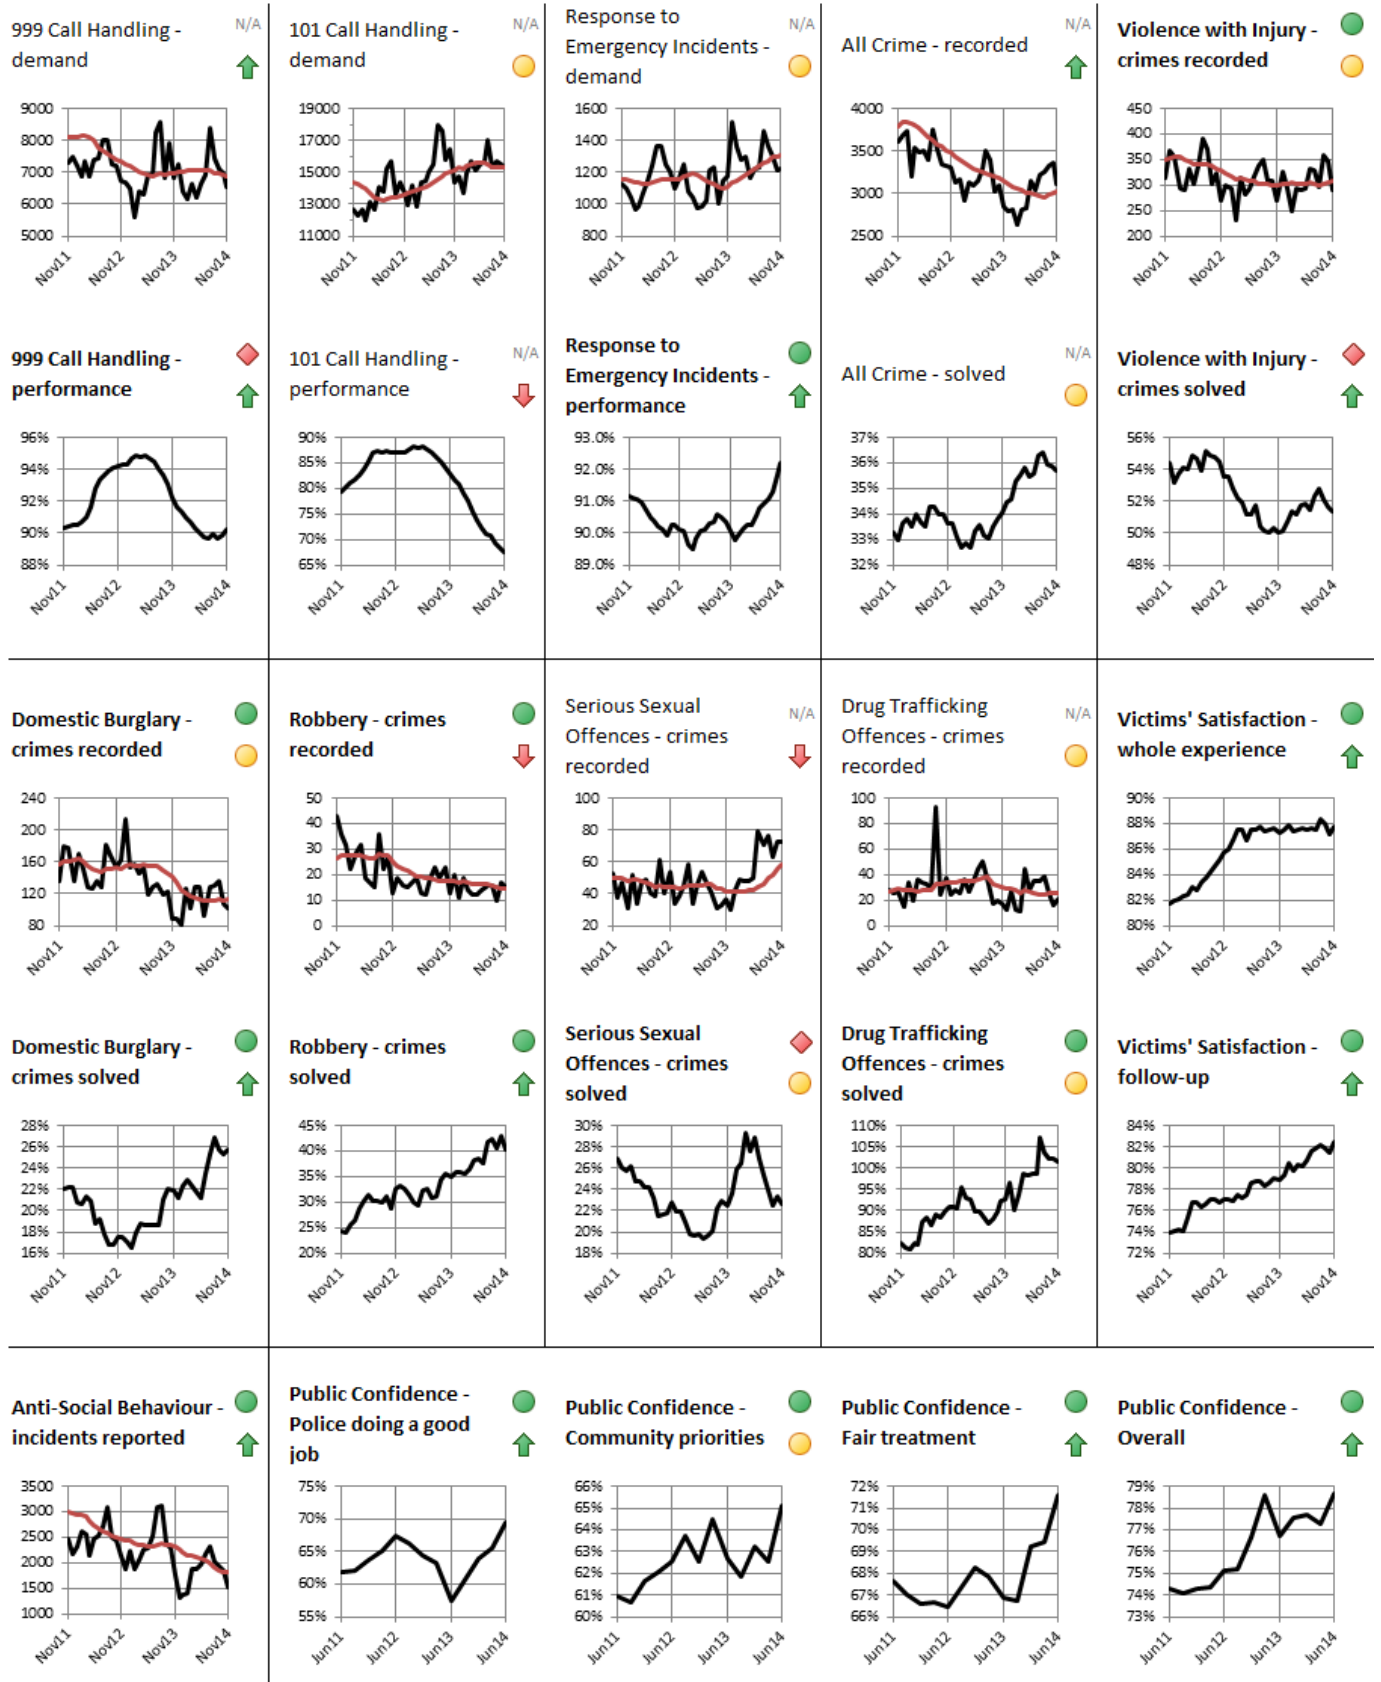 999 Call Handling -
demand
N/A
9000
8000
7000
6000
5000
Nov11
Nov12
Nov13
Nov14
101 Call Handling -
demand
N/A
19000
17000
15000
13000
11000
Nov11
Nov12
Nov13
Nov14
Response to
Emergency Incidents -
demand
N/A
1600
1400
1200
1000
800
Nov11
Nov12
Nov13
Nov14
All Crime - recorded
N/A
4000
3500
3000
2500
Nov11
Nov12
Nov13
Nov14
Violence with Injury -
crimes recorded
450
400
350
300
250
200
Nov11
Nov12
Nov13
Nov14
999 Call Handling -
performance
96%
94%
92%
90%
88%
Nov11
Nov12
Nov13
Nov14
101 Call Handling -
performance
N/A
90%
85%
80%
75%
70%
65%
Nov11
Nov12
Nov13
Nov14
Response to
Emergency Incidents -
performance
93.0%
92.0%
91.0%
90.0%
89.0%
Nov11
Nov12
Nov13
Nov14
All Crime - solved
N/A
37%
36%
35%
34%
33%
32%
Nov11
Nov12
Nov13
Nov14
Violence with Injury -
crimes solved
56%
54%
52%
50%
48%
Nov11
Nov12
Nov13
Nov14
Domestic Burglary -
crimes recorded
240
200
160
120
80
Nov11
Nov12
Nov13
Nov14
Robbery - crimes
recorded
50
40
30
20
10
0
Nov11
Nov12
Nov13
Nov14
Serious Sexual
Offences - crimes
recorded
N/A
100
80
60
40
20
Nov11
Nov12
Nov13
Nov14
Drug Trafficking
Offences - crimes
recorded
N/A
100
80
60
40
20
0
Nov11
Nov12
Nov13
Nov14
Victims' Satisfaction -
whole experience
90%
88%
86%
84%
82%
80%
Nov11
Nov12
Nov13
Nov14
Domestic Burglary -
crimes solved
28%
26%
24%
22%
20%
18%
16%
Nov11
Nov12
Nov13
Nov14
Robbery - crimes
solved
45%
40%
35%
30%
25%
20%
Nov11
Nov12
Nov13
Nov14
Serious Sexual
Offences - crimes
solved
30%
28%
26%
24%
22%
20%
18%
Nov11
Nov12
Nov13
Nov14
Drug Trafficking
Offences - crimes
solved
110%
105%
100%
95%
90%
85%
80%
Nov11
Nov12
Nov13
Nov14
Victims' Satisfaction -
follow-up
84%
82%
80%
78%
76%
74%
72%
Nov11
Nov12
Nov13
Nov14
Anti-Social Behaviour -
incidents reported
3500
3000
2500
2000
1500
1000
Nov11
Nov12
Nov13
Nov14
Public Confidence -
Police doing a good
job
75%
70%
65%
60%
55%
Jun11
Jun12
Jun13
Jun14
Public Confidence -
Community priorities
66%
65%
64%
63%
62%
61%
60%
Jun11
Jun12
Jun13
Jun14
Public Confidence -
Fair treatment
72%
71%
70%
69%
68%
67%
66%
Jun11
Jun12
Jun13
Jun14
Public Confidence -
Overall
79%
78%
77%
76%
75%
74%
73%
Jun11
Jun12
Jun13
Jun14